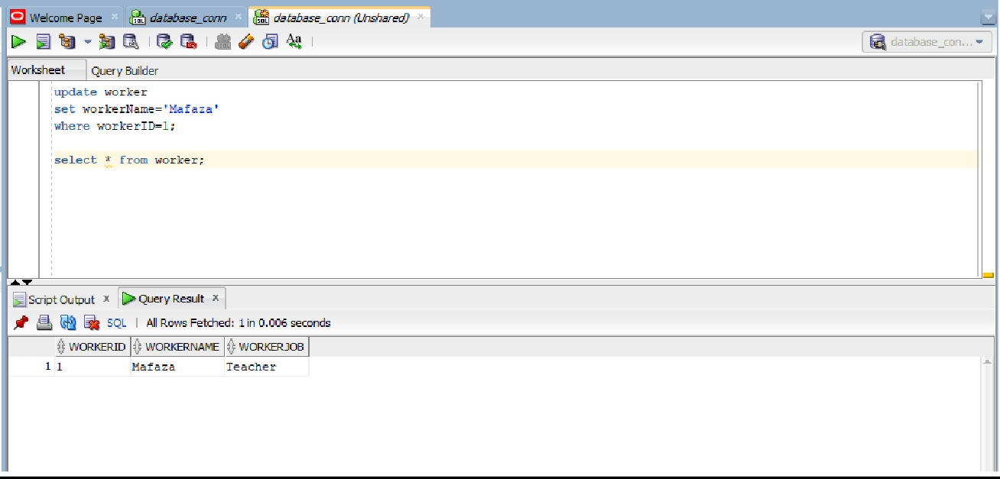 Welcome Page
database_conn
database_conn (Unshared)
database_con...
Worksheet
Query Builder
update worker
set workerName='Mafaza'
where workerID=1;
select * from worker;
Script Output
Query Result
SQL | All Rows Fetched: 1 in 0.006 seconds
WORKERID WORKERNAME WORKERJOB
1 1 Mafaza Teacher